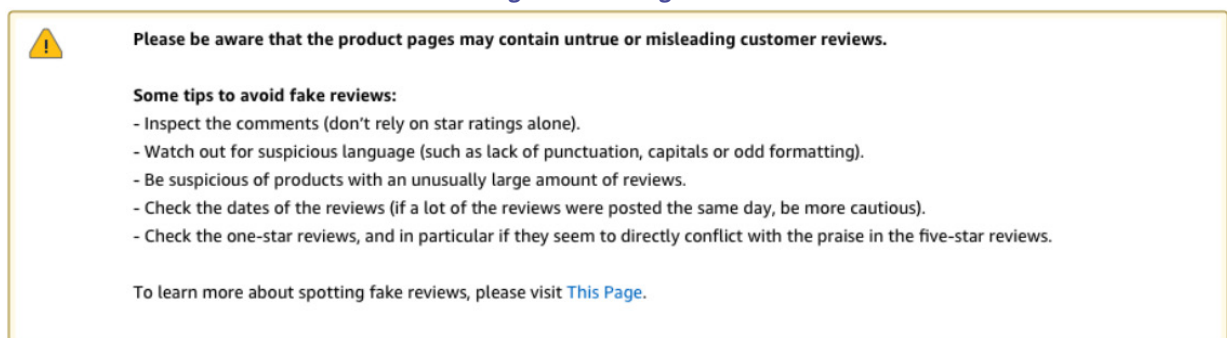 Please be aware that the product pages may contain untrue or misleading customer reviews.
Some tips to avoid fake reviews:
- Inspect the comments (don't rely on star ratings alone).
- Watch out for suspicious language (such as lack of punctuation, capitals or odd formatting).
- Be suspicious of products with an unusually large amount of reviews.
- Check the dates of the reviews (if a lot of the reviews were posted the same day, be more cautious).
- Check the one-star reviews, and in particular if they seem to directly conflict with the praise in the five-star reviews.
To learn more about spotting fake reviews, please visit This Page.